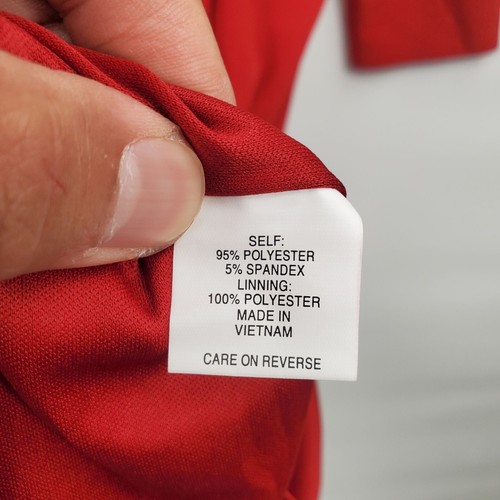 SELF:
95% POLYESTER
5% SPANDEX
LINNING:
100% POLYESTER
MADE IN
VIETNAM
CARE ON REVERSE